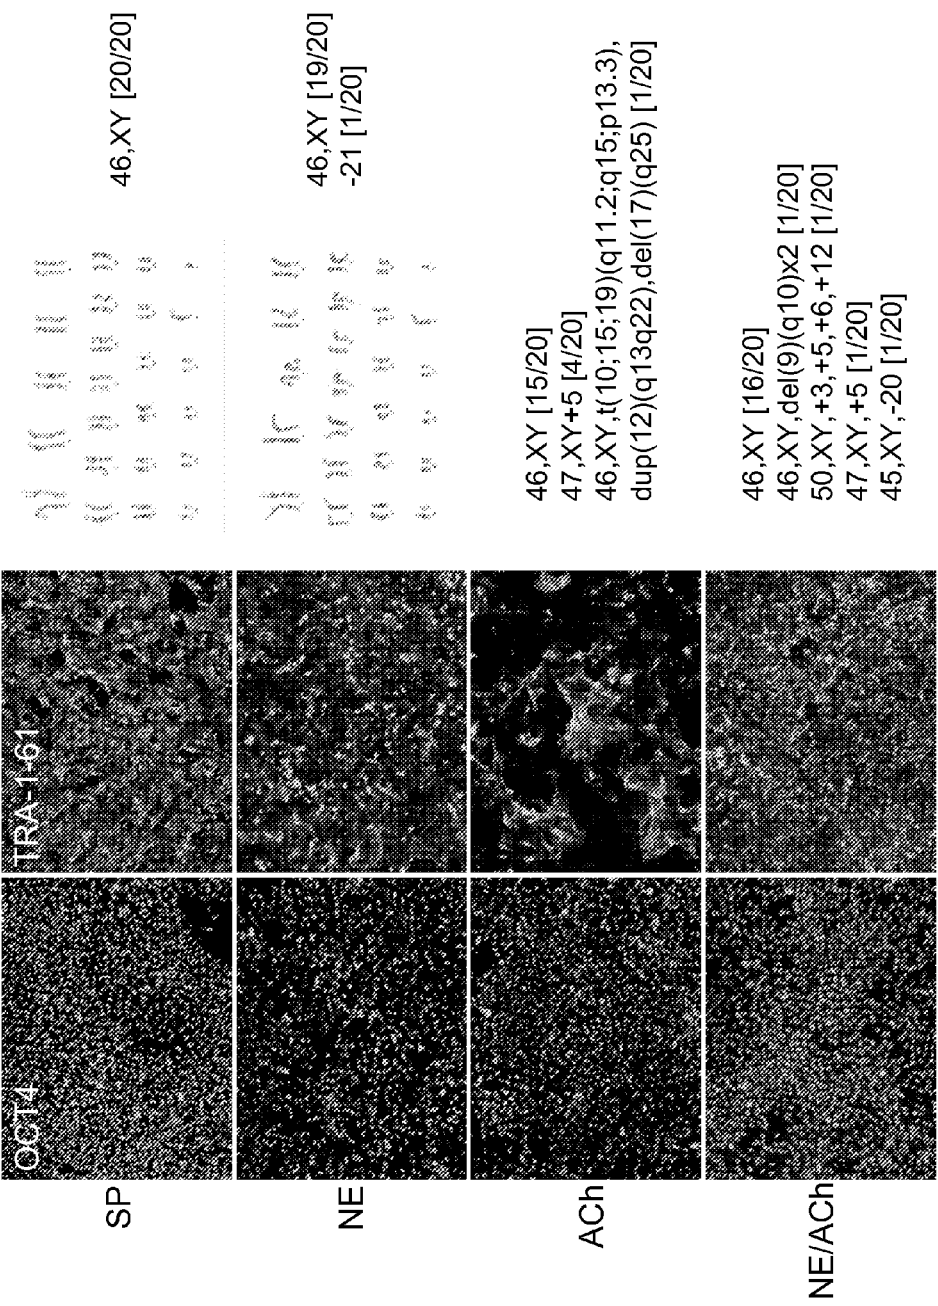 OCT4
TRA-1-61
SP
46,XY [20/20]
NE
46,XY [19/20]
-21 [1/20]
ACh
46,XY [15/20]
47,XY+5 [4/20]
46,XY,t(10;15;19)(q11.2;q15;p13.3),
dup(12)(q13q22),del(17)(q25) [1/20]
NE/ACh
46,XY [16/20]
46,XY,del(9)(q10)x2 [1/20]
50,XY,+3,+5,+6,+12 [1/20]
47,XY,+5 [1/20]
45,XY,-20 [1/20]